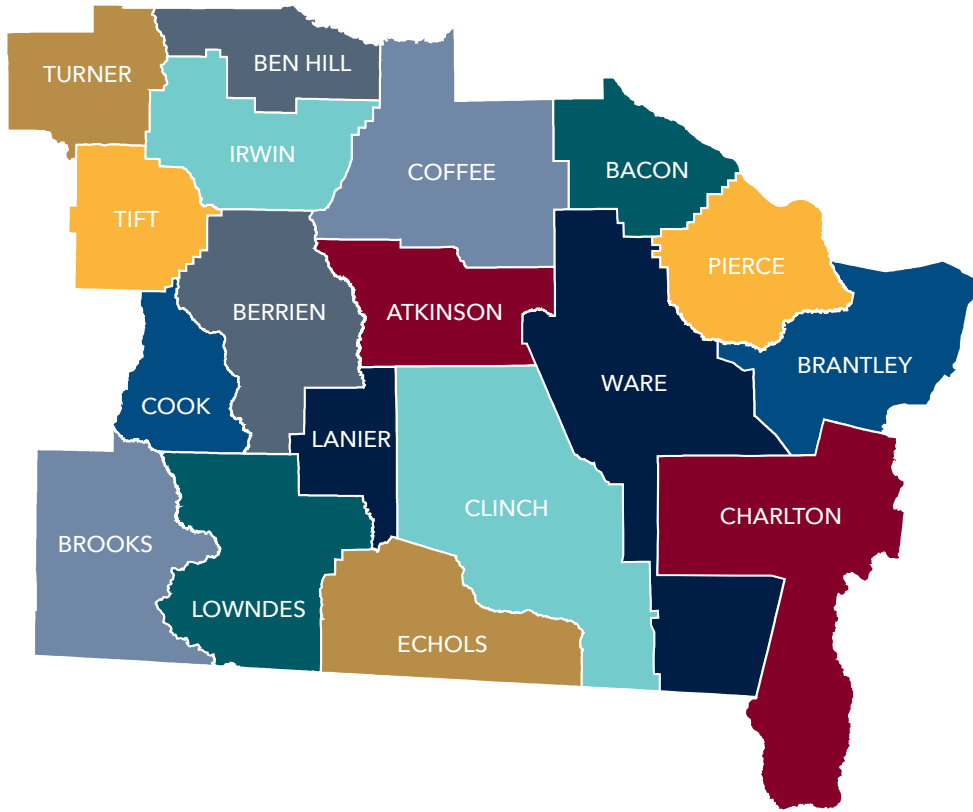 BEN HILL
TURNER
IRWIN
COFFEE
BACON
TIFT
PIERCE
BERRIEN
ATKINSON
BRANTLEY
WARE
COOK
LANIER
CLINCH
CHARLTON
BROOKS
LOWNDES
ECHOLS